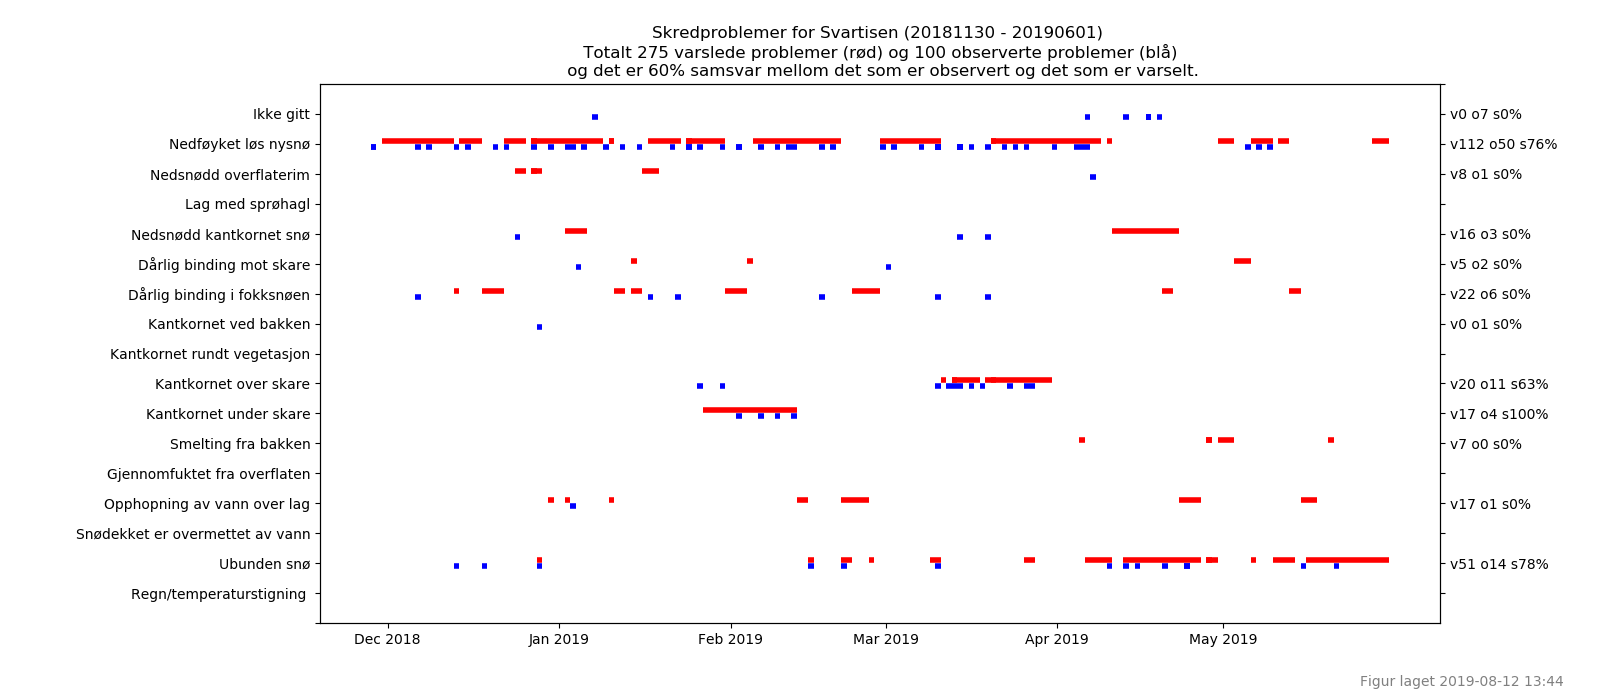 Skredproblemer for Svartisen (20181130 - 20190601)
Totalt 275 varslede problemer (rød) og 100 observerte problemer (blå)
og det er 60% samsvar mellom det som er observert og det som er varselt.
Ikke gitt
v0 o7 s0%
Nedføyket løs nysnø
v112 o50 s76%
Nedsnødd overflaterim
v8 o1 s0%
Lag med sprøhagl
Nedsnødd kantkornet snø
v16 o3 s0%
Dårlig binding mot skare
v5 o2 s0%
Dårlig binding i fokksnøen
v22 o6 s0%
Kantkornet ved bakken
v0 o1 s0%
Kantkornet rundt vegetasjon
Kantkornet over skare
v20 o11 s63%
Kantkornet under skare
v17 o4 s100%
Smelting fra bakken
v7 o0 s0%
Gjennomfuktet fra overflaten
Opphopning av vann over lag
v17 o1 s0%
Snødekket er overmettet av vann
Ubunden snø
v51 o14 s78%
Regn/temperaturstigning
Dec 2018
Jan 2019
Feb 2019
Mar 2019
Apr 2019
May 2019
Figur laget 2019-08-12 13:44